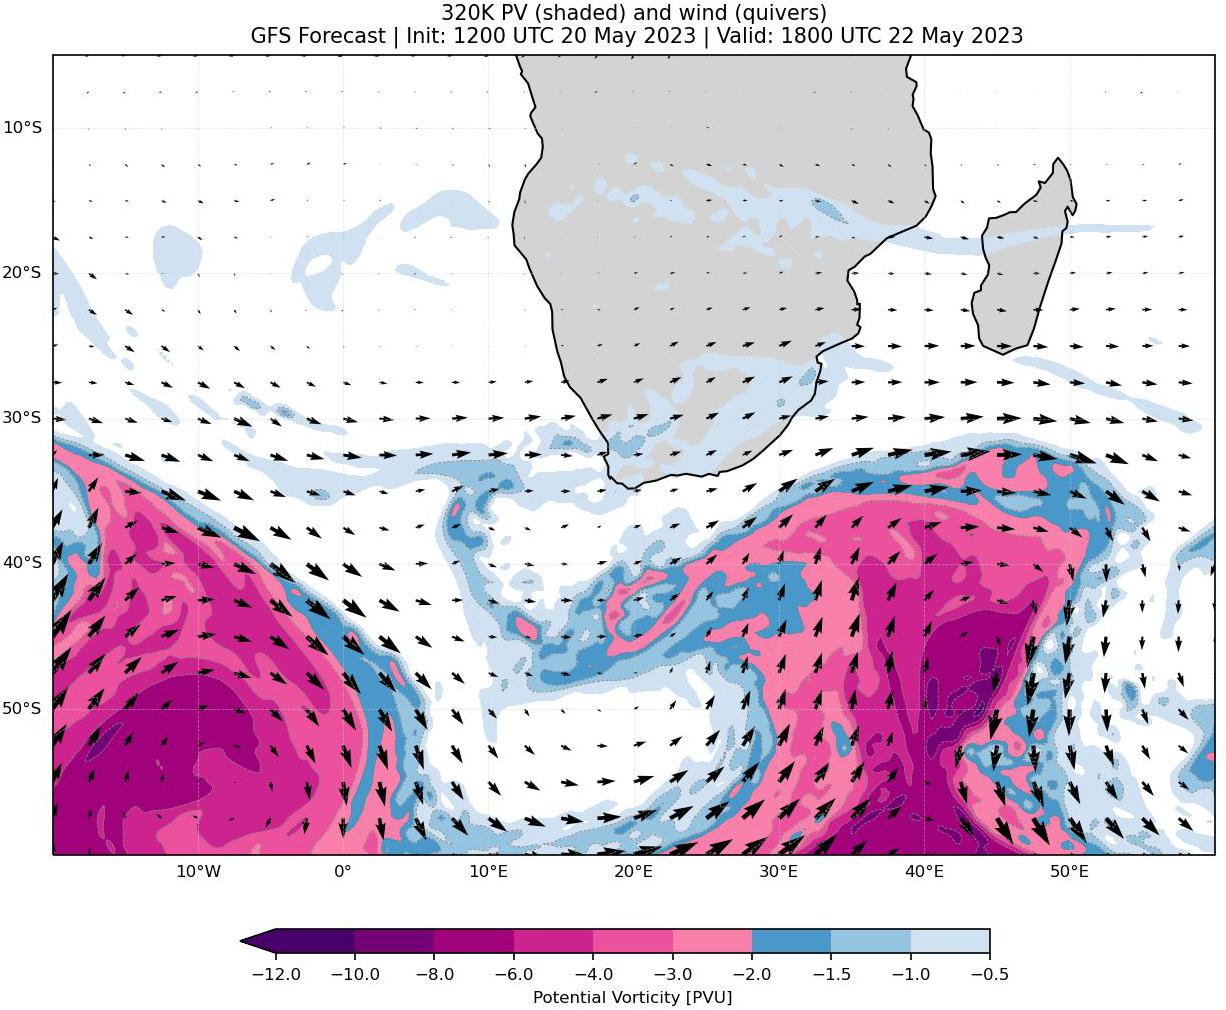 320K PV (shaded) and wind (quivers)
GFS Forecast | Init: 1200 UTC 20 May 2023 | Valid: 1800 UTC 22 May 2023
10°S
20°S
30°S
40°S
50°S
10°W 0° 10°E 20°E 30°E 40°E 50°E
−12.0 −10.0 −8.0 −6.0 −4.0 −3.0 −2.0 −1.5 −1.0 −0.5
Potential Vorticity [PVU]